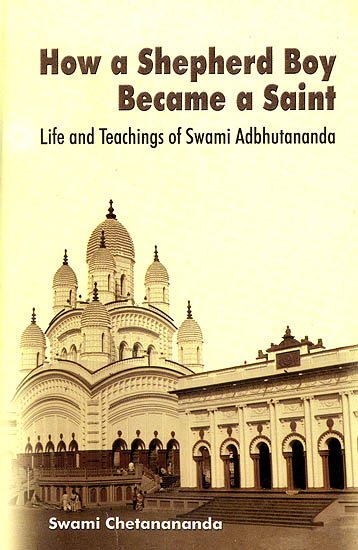 How a Shepherd Boy
Became a Saint
Life and Teachings of Swami Adbhutananda
Swami Chetanananda